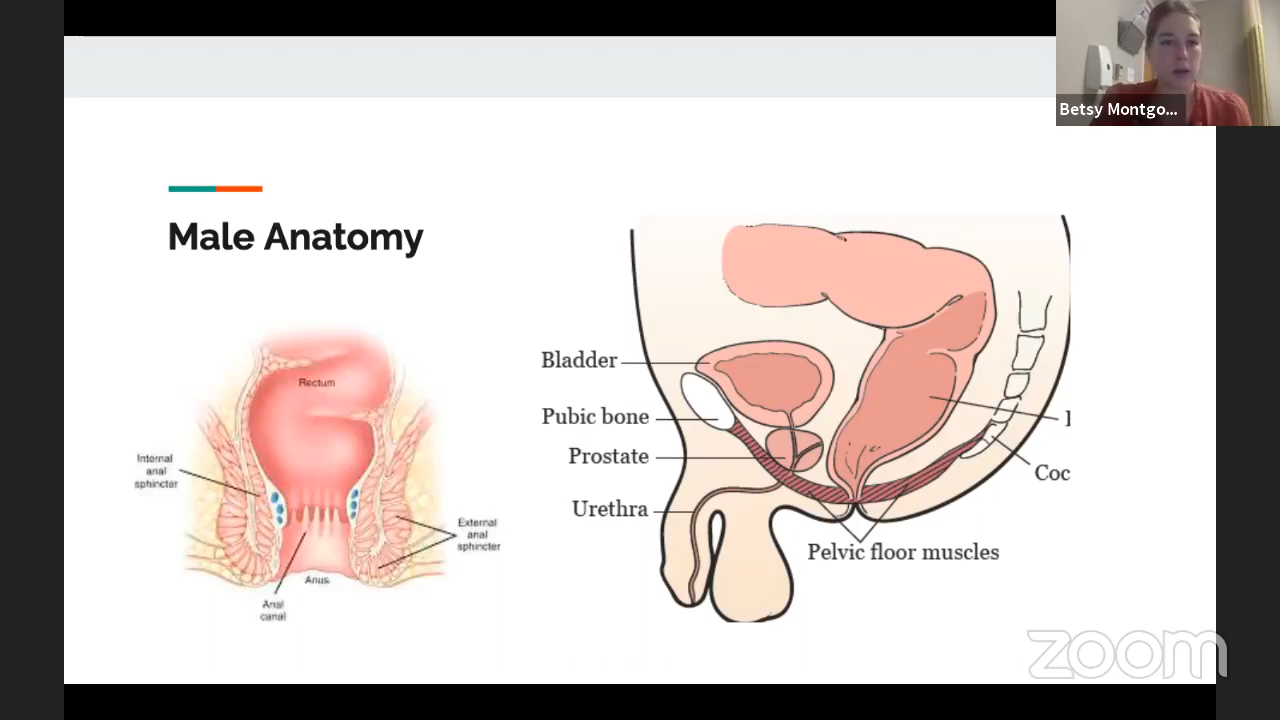 Betsy Montgo...
Male Anatomy
Rectum
Internal
anal
sphincter
External
anal
sphincter
Anus
Anal
canal
Bladder
Pubic bone
Prostate
Urethra
Coc
Pelvic floor muscles
zoom